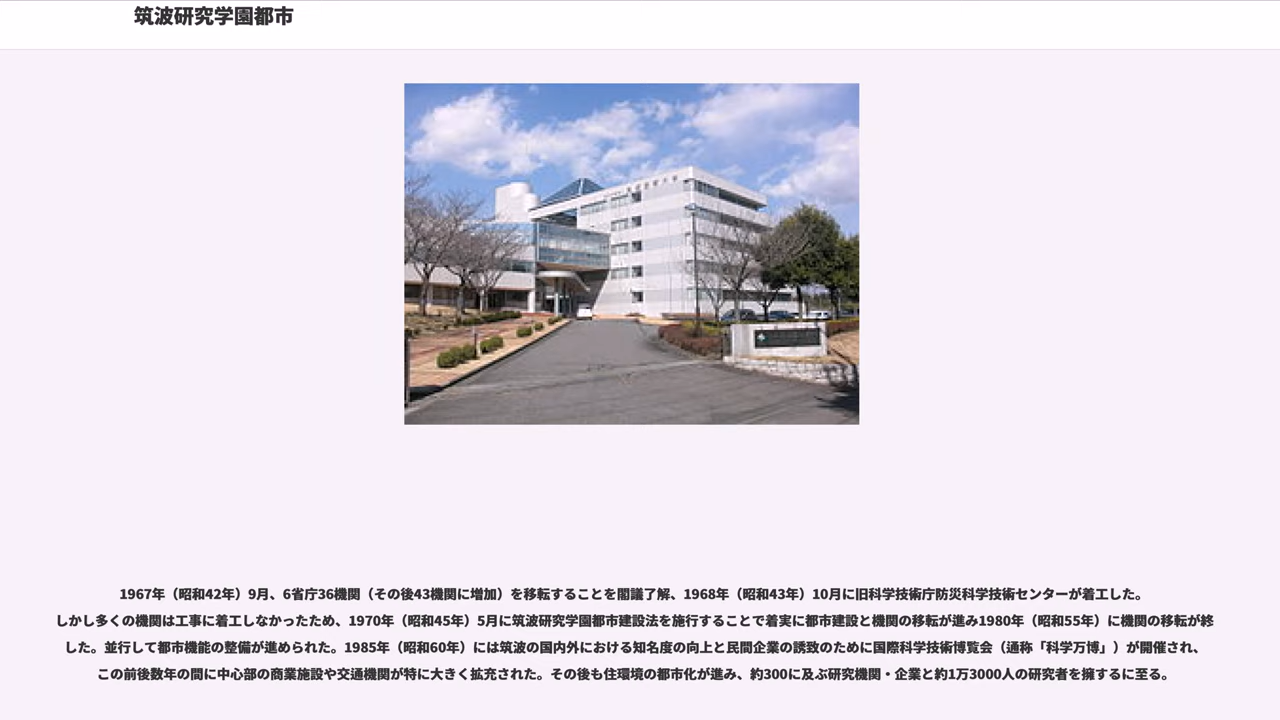 筑波研究学園都市
1967年（昭和42年）9月、6省庁36機関（その後43機関に増加）を移転することを閣議了解、1968年（昭和43年）10月に旧科学技術庁防災科学技術センターが着工した。
しかし多くの機関は工事に着工しなかったため、1970年（昭和45年）5月に筑波研究学園都市建設法を施行することで着実に都市建設と機関の移転が進み1980年（昭和55年）に機関の移転が終
した。並行して都市機能の整備が進められた。1985年（昭和60年）には筑波の国内外における知名度の向上と民間企業の誘致のために国際科学技術博覧会（通称「科学万博」）が開催され、
この前後数年の間に中心部の商業施設や交通機関が特に大きく拡充された。その後も住環境の都市化が進み、約300に及ぶ研究機関・企業と約1万3000人の研究者を擁するに至る。